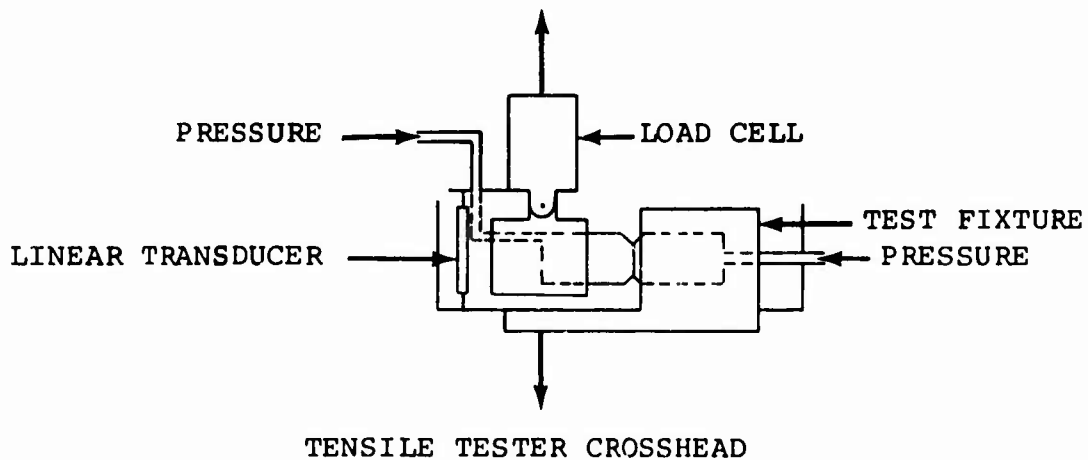 PRESSURE
LOAD CELL
TEST FIXTURE
LINEAR TRANSDUCER
PRESSURE
TENSILE TESTER CROSSHEAD